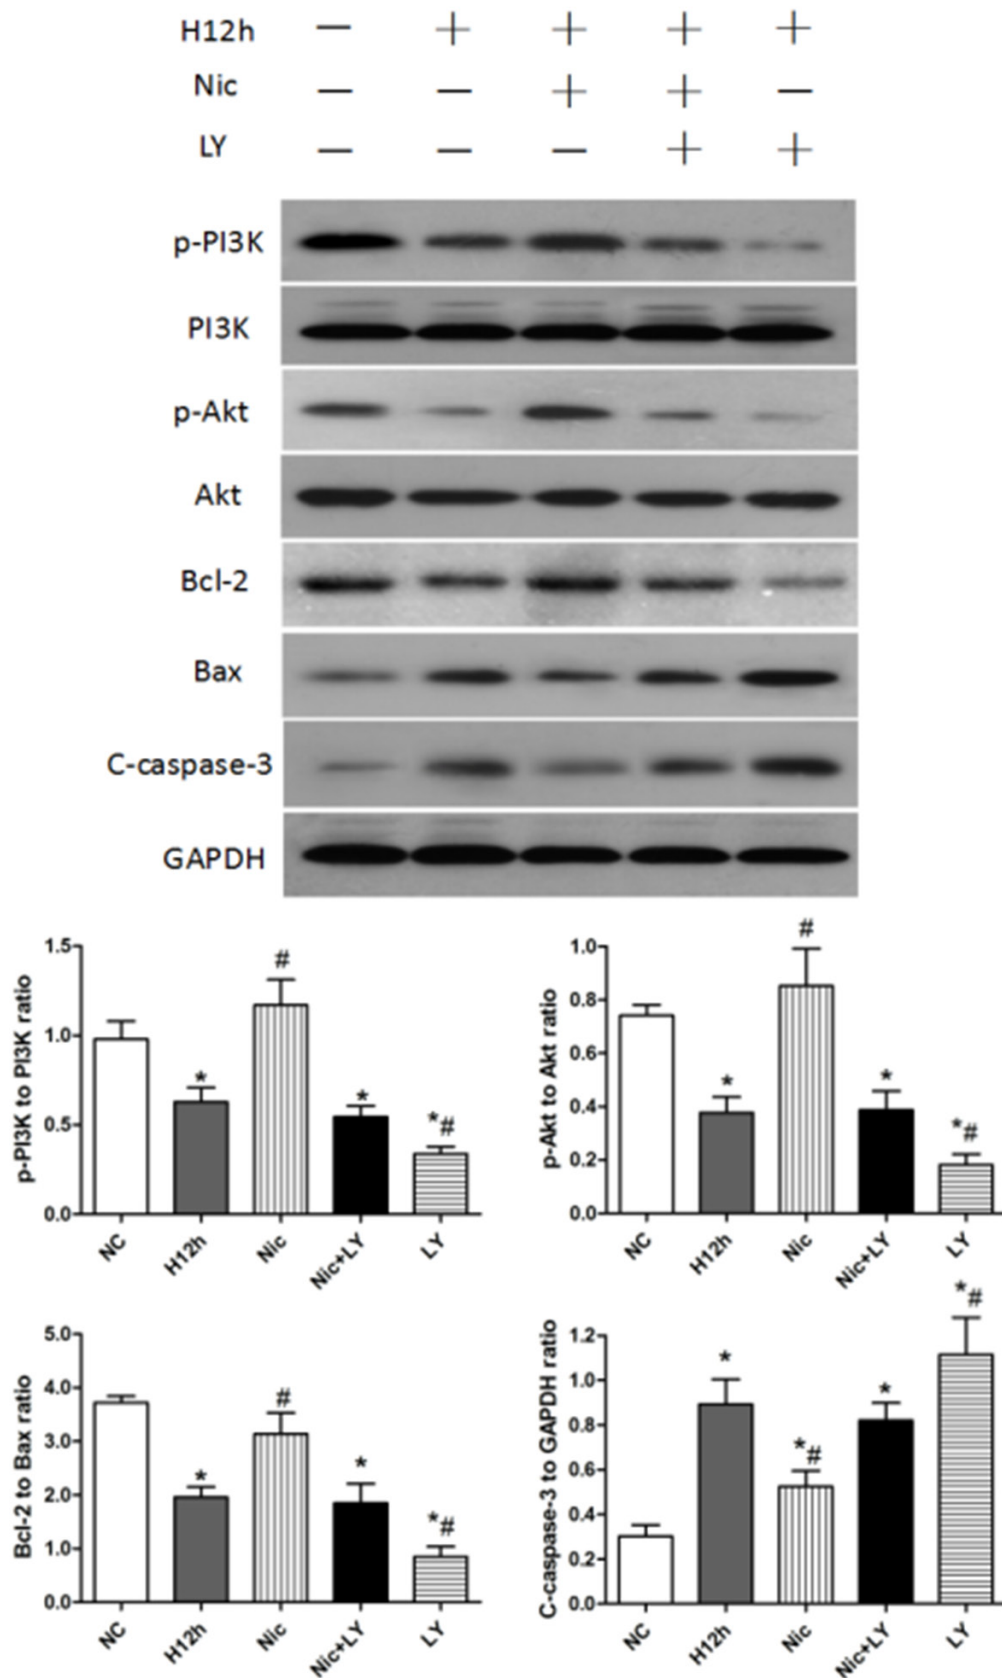 H12h — + + + +
Nic — — + + —
LY — — — + +
p-PI3K
PI3K
p-Akt
Akt
Bcl-2
Bax
C-caspase-3
GAPDH
p-PI3K to PI3K ratio
1.5
1.0
0.5
0.0
*
#
*
*#
NC
H12h
Nic
Nic+LY
LY
p-Akt to Akt ratio
1.0
0.8
0.6
0.4
0.2
0.0
*
#
*
*#
NC
H12h
Nic
Nic+LY
LY
Bcl-2 to Bax ratio
5.0
4.0
3.0
2.0
1.0
0.0
*
#
*
*#
NC
H12h
Nic
Nic+LY
LY
C-caspase-3 to GAPDH ratio
1.2
1.0
0.8
0.6
0.4
0.2
0.0
*
*#
*
*#
NC
H12h
Nic
Nic+LY
LY